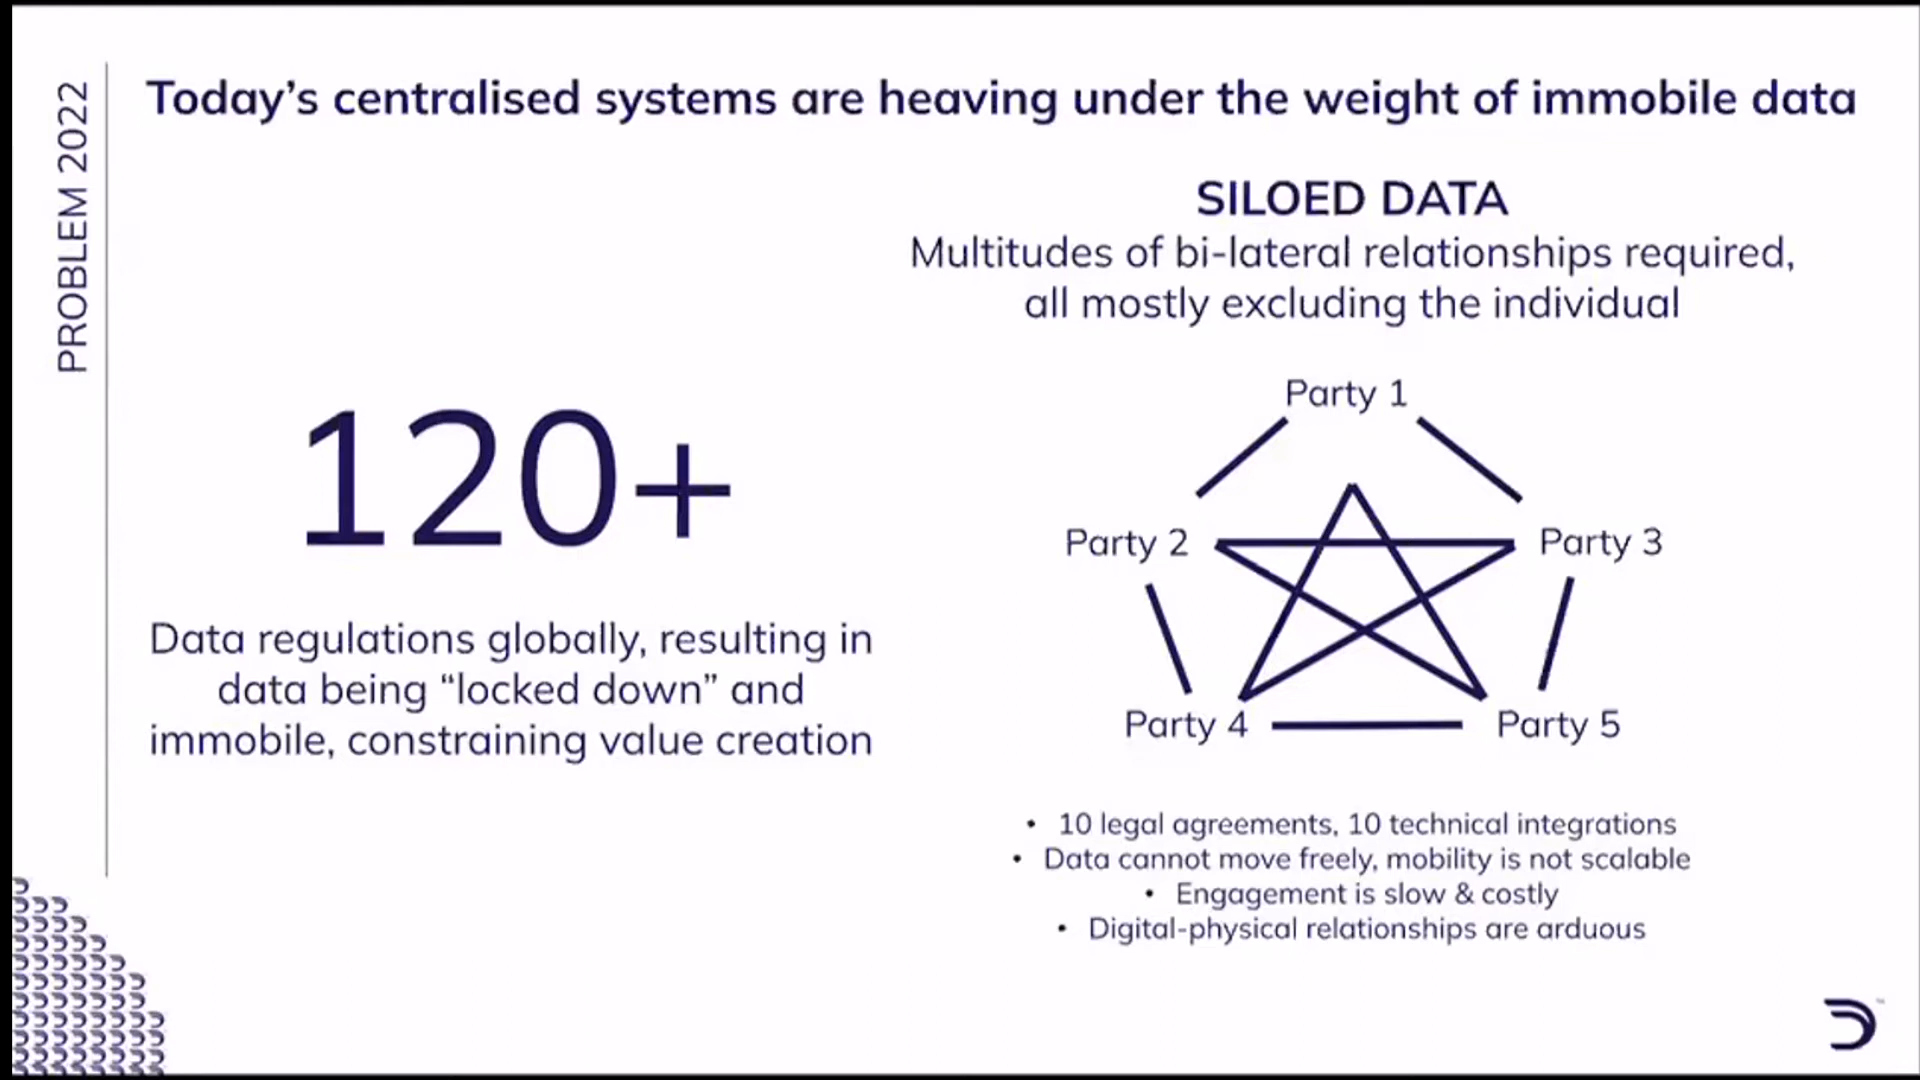 PROBLEM 2022
Today’s centralised systems are heaving under the weight of immobile data
120+
Data regulations globally, resulting in
data being “locked down” and
immobile, constraining value creation
SILOED DATA
Multitudes of bi-lateral relationships required,
all mostly excluding the individual
Party 1
Party 2
Party 3
Party 4
Party 5
• 10 legal agreements, 10 technical integrations
• Data cannot move freely, mobility is not scalable
• Engagement is slow & costly
• Digital-physical relationships are arduous